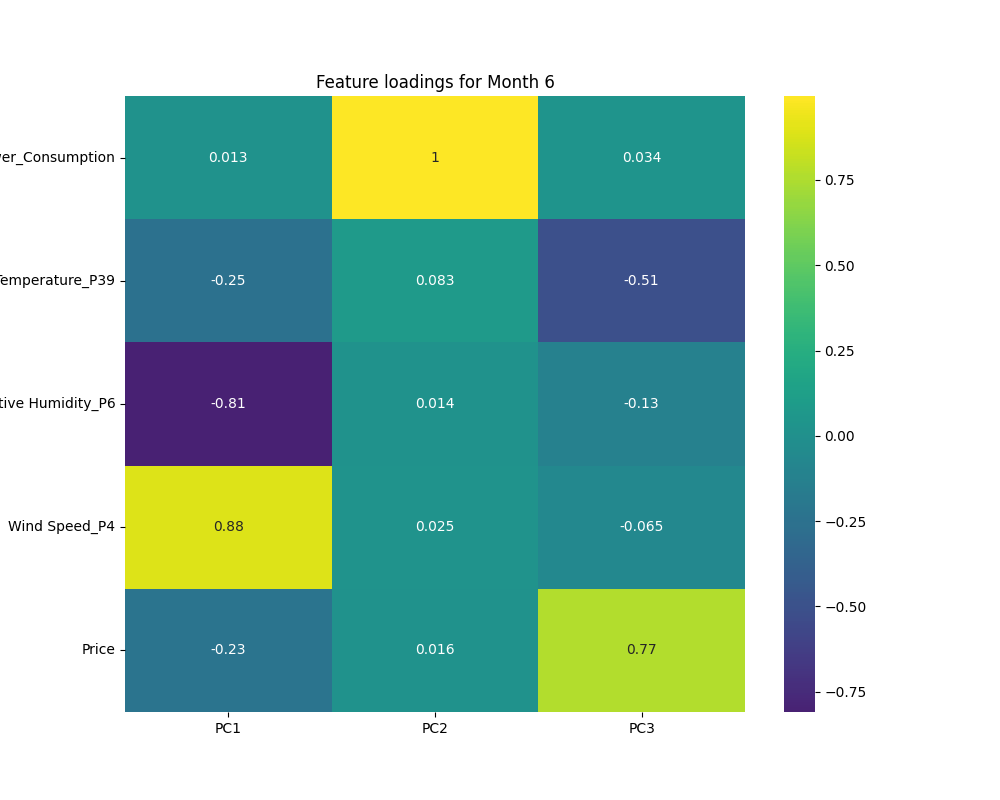 Feature loadings for Month 6
er_Consumption 0.013 1 0.034 0.75
Temperature_P39 -0.25 0.083 -0.51 0.50
0.25
tive Humidity_P6 -0.81 0.014 -0.13 0.00
Wind Speed_P4 0.88 0.025 -0.065 −0.25
−0.50
Price -0.23 0.016 0.77 −0.75
PC1 PC2 PC3